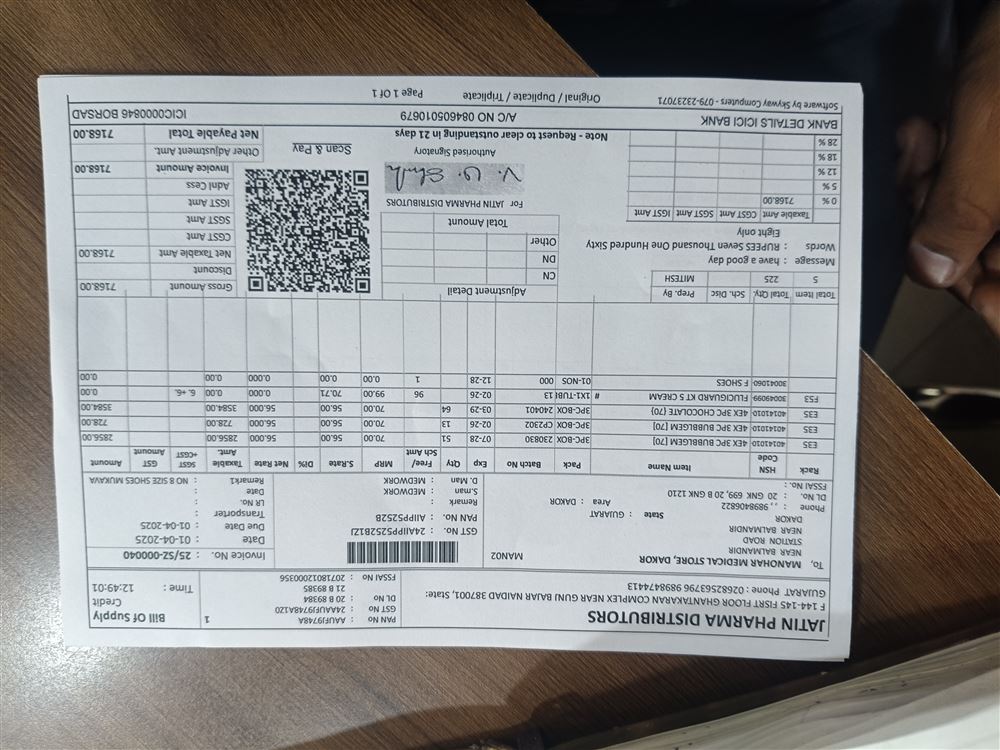 JATIN PHARMA DISTRIBUTORS
F 144-145 FISRT FLOOR GHANTAKARAN COMPLEX NEAR GUNJ BAJAR NAIDAD 387001, State:
GUJARAT Phone : 02682563796 9898474413
PAN No : AAUFJ9748A
GST No : 24AAUFJ9748A1ZO
DL No : 20 B 89384
21 B 89385
FSSAI No : 20718012000356
1
Bill Of Supply
Credit
Time : 12:49:01
To, MANOHAR MEDICAL STORE, DAKOR
MAN02
NEAR BALMANDIR
STATION ROAD
NEAR BALMANDIR
DAKOR
State : GUJARAT
Phone : , , 9898406822 Area : DAKOR
DL No. : 20 GNK 699, 20 B GNK 1210
FSSAI No. :
GST No. : 24AIIPP5252B1ZJ
PAN No. : AIIPP5252B
Remark :
S.man : MEDWORK
D. Man : MEDWORK
Invoice No. : 25/SZ-000040
Date : 01-04-2025
Due Date : 01-04-2025
Transporter :
LR No. :
Date :
Remarkt : NO 8 SIZE SHOES MUKAVUA
Rack HSN Code Item Name Pack Batch No Exp Qty Free/ Sch Amt MRP S.Rate D% Net Rate Taxable Amt. SGST +CGST GST Amount Amount
E35 40141010 4EX 3PC BUBBLEGEM [70] 3PC-BOX 230830 07-28 51 70.00 56.00 56.000 2856.00 2856.00
E35 40141010 4EX 3PC BUBBLEGEM [70] 3PC-BOX CP2302 02-26 13 70.00 56.00 56.000 728.00 728.00
E35 40141010 4EX 3PC CHOCOLATE {70} 3PC-BOX 240401 03-29 64 70.00 56.00 56.000 3584.00 3584.00
F53 30049099 FLUCIGUARD KT 5 CREAM # 1X1-TUBE 13 02-26 96 99.00 70.71 0.000 0.00 6. +6. 0.00
30041060 F SHOES 01-NOS 000 12-28 1 0.00 0.00 0.000 0.00 0.00
Total Item Total Qty. Sch. Disc Prep. By
5 225 MITESH
Message : have a good day
Words : RUPEES Seven Thousand One Hundred Sixty
Eight only
Taxable Amt CGST Amt SGST Amt IGST Amt
0 % 7168.00
5 %
12 %
18 %
28 %
Adjustment Detail
CN
DN
Other
Total Amount
For JATIN PHARMA DISTRIBUTORS
V. G. Shah
Authorised Signatory
Scan & Pay
Gross Amount 7168.00
Discount
Net Taxable Amt 7168.00
CGST Amt
SGST Amt
IGST Amt
Adnl Cess
Invoice Amount 7168.00
Other Adjustment Amt.
Net Payable Total 7168.00
Note - Request to clear outstanding in 21 days
BANK DETAILS ICICI BANK A/C NO 084605010679 ICIC0000846 BORSAD
Software by Skyway Computers - 079-23237071 Original / Duplicate / Triplicate Page 1 Of 1